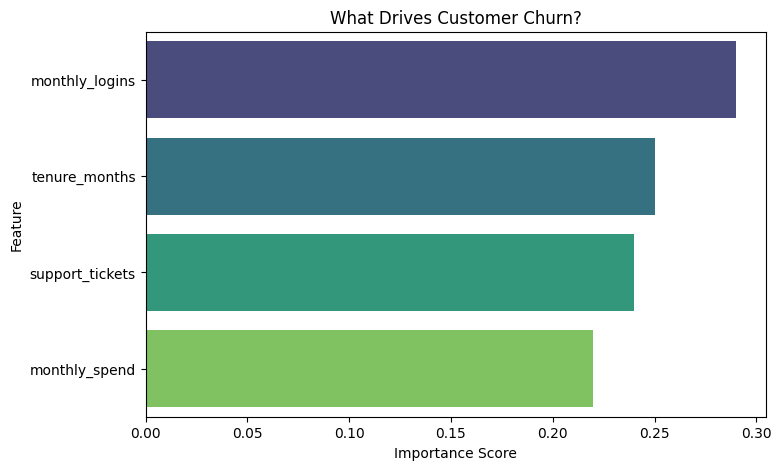 What Drives Customer Churn?
Feature
monthly_logins
tenure_months
support_tickets
monthly_spend
0.00 0.05 0.10 0.15 0.20 0.25 0.30
Importance Score